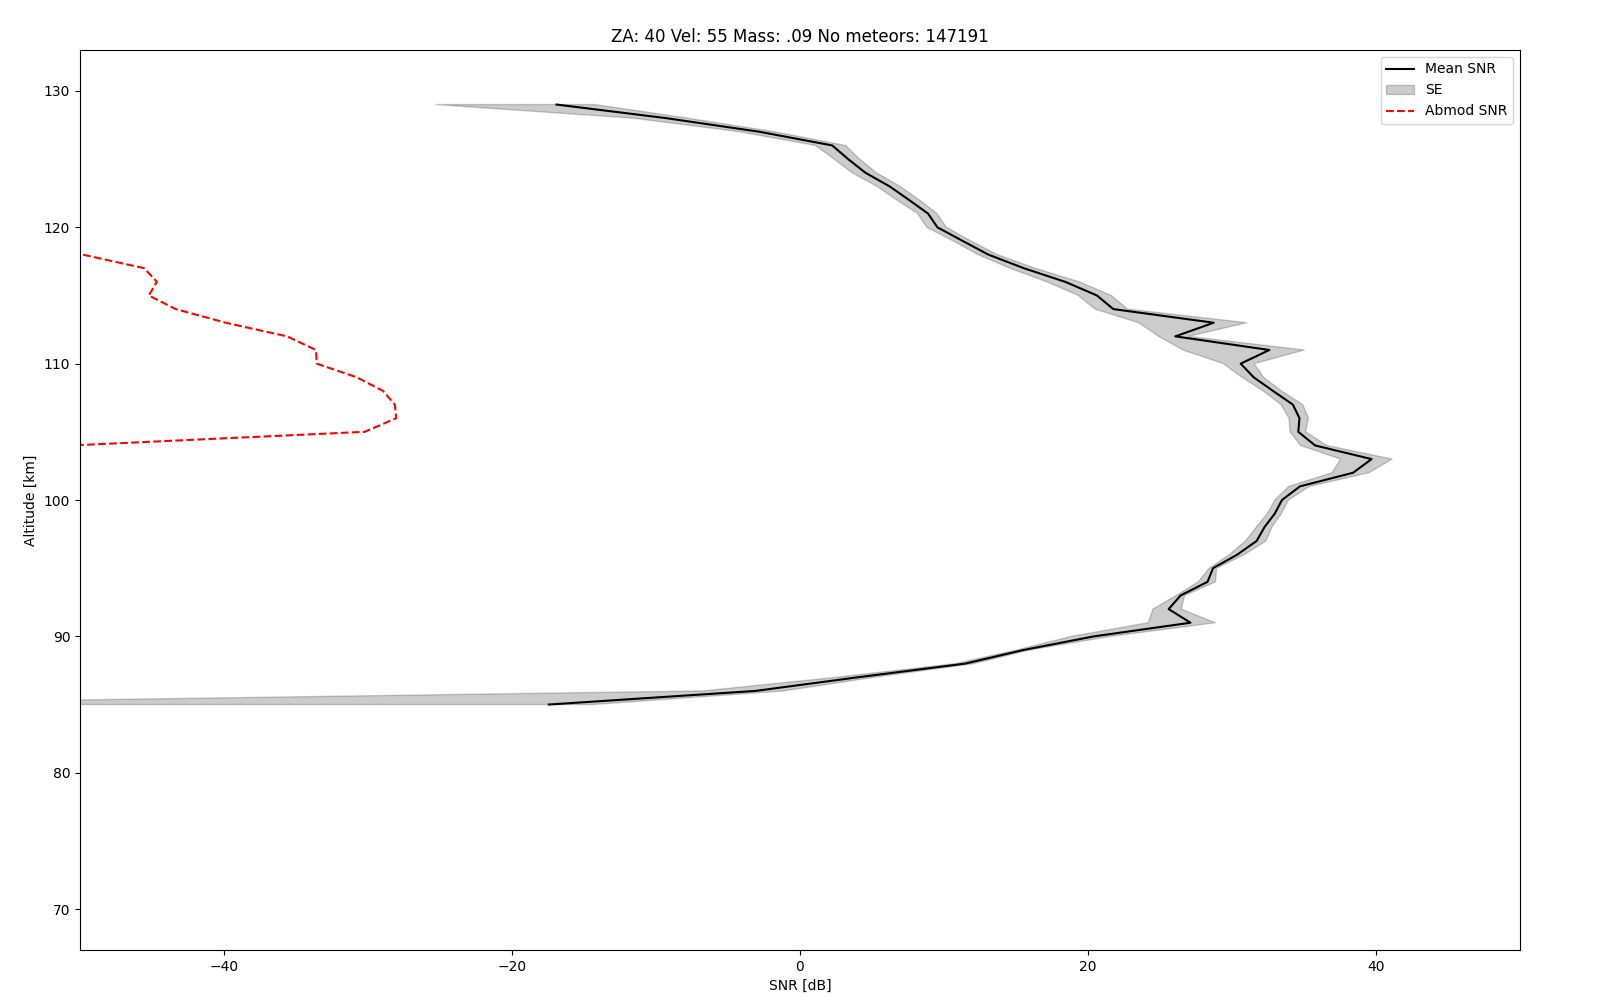 ZA: 40 Vel: 55 Mass: .09 No meteors: 147191
Mean SNR
SE
Abmod SNR
130
120
110
100
90
80
70
Altitude [km]
−40
−20
0
20
40
SNR [dB]